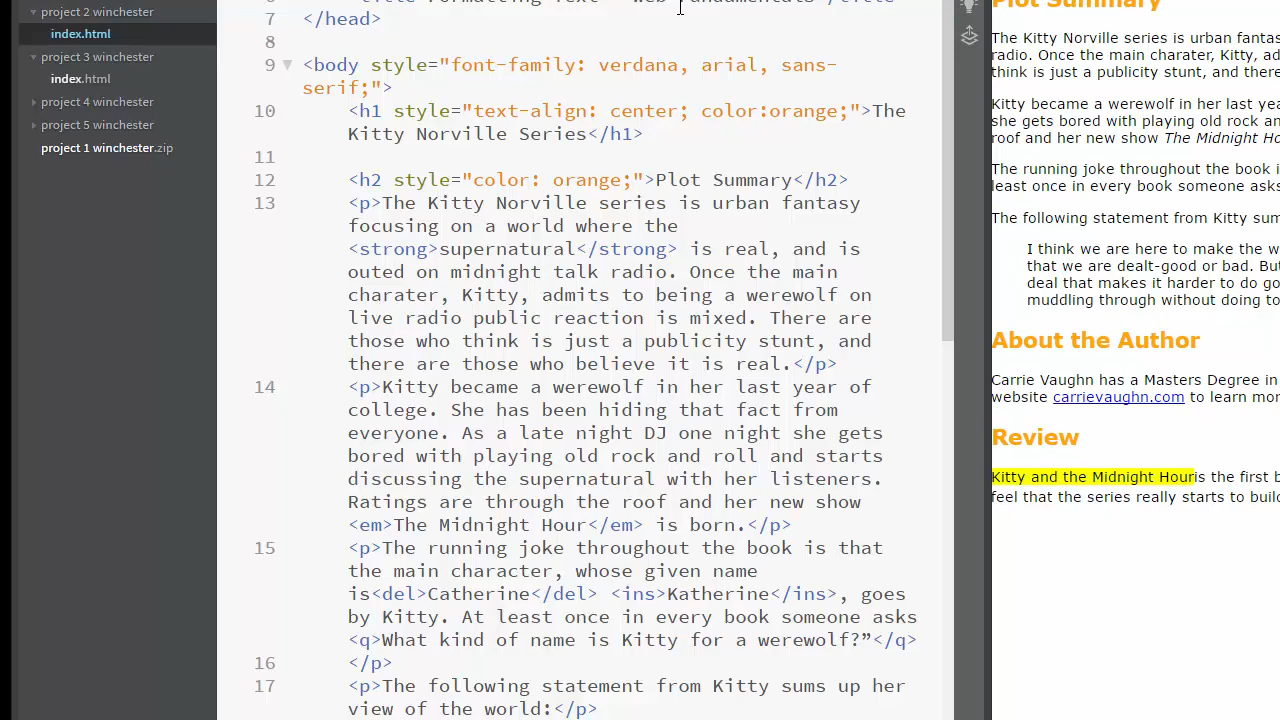 project 2 winchester
index.html
project 3 winchester
index.html
project 4 winchester
project 5 winchester
project 1 winchester.zip
7 </head>
8
9 <body style="font-family: verdana, arial, sans-
serif;">
10 <h1 style="text-align: center; color:orange;">The
Kitty Norville Series</h1>
11
12 <h2 style="color: orange;">Plot Summary</h2>
13 <p>The Kitty Norville series is urban fantasy
focusing on a world where the
<strong>supernatural</strong> is real, and is
outed on midnight talk radio. Once the main
charater, Kitty, admits to being a werewolf on
live radio public reaction is mixed. There are
those who think is just a publicity stunt, and
there are those who believe it is real.</p>
14 <p>Kitty became a werewolf in her last year of
college. She has been hiding that fact from
everyone. As a late night DJ one night she gets
bored with playing old rock and roll and starts
discussing the supernatural with her listeners.
Ratings are through the roof and her new show
<em>The Midnight Hour</em> is born.</p>
15 <p>The running joke throughout the book is that
the main character, whose given name
is<del>Catherine</del> <ins>Katherine</ins>, goes
by Kitty. At least once in every book someone asks
<q>What kind of name is Kitty for a werewolf?”</q>
16 </p>
17 <p>The following statement from Kitty sums up her
view of the world:</p>
Plot Summary
The Kitty Norville series is urban fantas
radio. Once the main charater, Kitty, ad
think is just a publicity stunt, and there
Kitty became a werewolf in her last yea
she gets bored with playing old rock an
roof and her new show The Midnight Ho
The running joke throughout the book i
least once in every book someone asks
The following statement from Kitty sum
I think we are here to make the w
that we are dealt-good or bad. But
deal that makes it harder to do go
muddling through without doing to
About the Author
Carrie Vaughn has a Masters Degree in
website carrievaughn.com to learn mor
Review
Kitty and the Midnight Houris the first b
feel that the series really starts to build